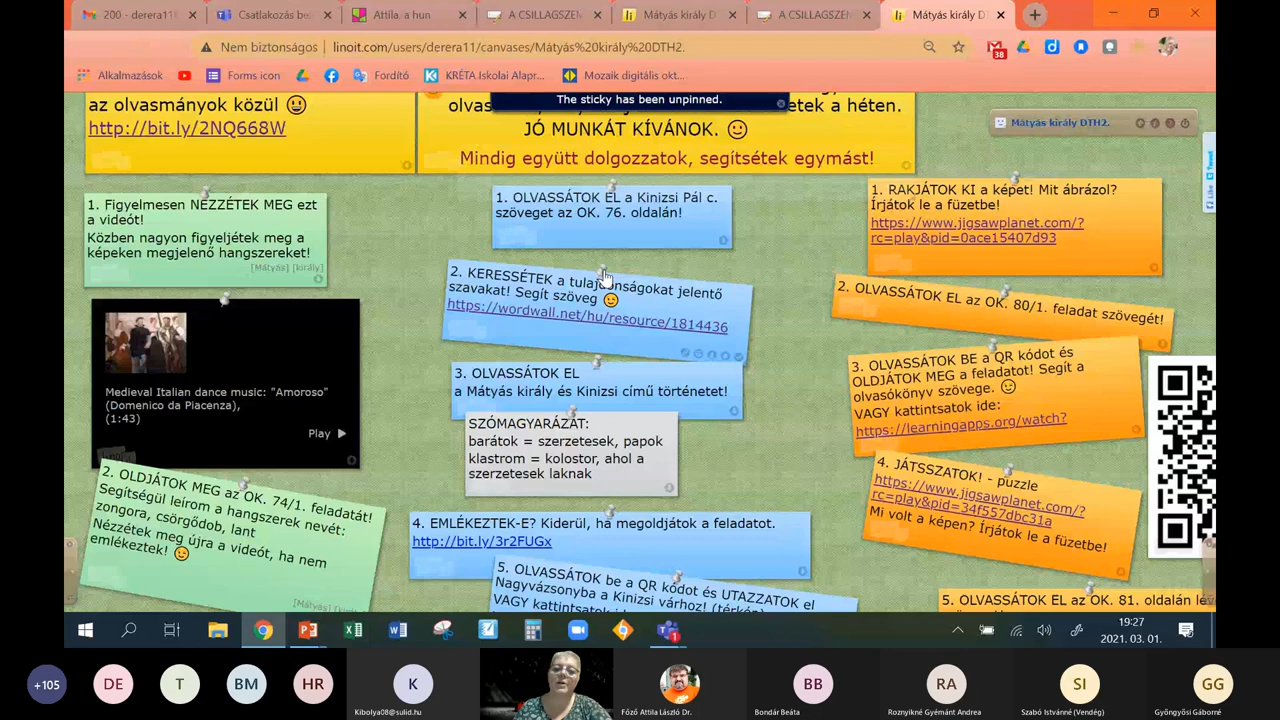 200 - derera11
Csatlakozás be
Attila. a hun
A CSILLAGSZEM
Mátyás király D
A CSILLAGSZEM
Mátyás király D
Nem biztonságos
linoit.com/users/derera11/canvases/Mátyás%20király%20DTH2.
38
Alkalmazások
Forms icon
Fordító
KRÉTA Iskolai Alapr...
Mozaik digitális okt...
The sticky has been unpinned.
az olvasmányok közül
http://bit.ly/2NQ668W
etek a héten.
JÓ MUNKÁT KÍVÁNOK.
Mindig együtt dolgozzatok, segítsétek egymást!
Mátyás király DTH2.
Tweet
Like
1. Figyelmesen NÉZZÉTEK MEG ezt
a videót!
Közben nagyon figyeljétek meg a
képeken megjelenő hangszereket!
[Mátyás] [király]
Medieval Italian dance music: "Amoroso"
(Domenico da Piacenza),
(1:43)
Play
2. OLDJÁTOK MEG az OK. 74/1. feladatát!
Segítségül leírom a hangszerek nevét:
zongora, csörgődob, lant
Nézzétek meg újra a videót, ha nem
emlékeztek!
1. OLVASSÁTOK EL a Kinizsi Pál c.
szöveget az OK. 76. oldalán!
2. KERESSÉTEK a tulajdonságokat jelentő
szavakat! Segít szöveg
https://wordwall.net/hu/resource/1814436
3. OLVASSÁTOK EL
a Mátyás király és Kinizsi című történetet!
SZÓMAGYARÁZAT:
barátok = szerzetesek, papok
klastrom = kolostor, ahol a
szerzetesek laknak
4. EMLÉKEZTEK-E? Kiderül, ha megoldjátok a feladatot.
http://bit.ly/3r2FUGx
5. OLVASSÁTOK be a QR kódot és UTAZZATOK el
Nagyvázsonyba a Kinizsi várhoz! (térkép)
1. RAKJÁTOK KI a képet! Mit ábrázol?
Írjátok le a füzetbe!
https://www.jigsawplanet.com/?
rc=play&pid=0ace15407d93
2. OLVASSÁTOK EL az OK. 80/1. feladat szövegét!
3. OLVASSÁTOK BE a QR kódot és
OLDJÁTOK MEG a feladatot! Segít a
olvasókönyv szövege.
VAGY kattintsatok ide:
https://learningapps.org/watch?
4. JÁTSSZATOK! - puzzle
https://www.jigsawplanet.com/?
rc=play&pid=34f557dbc31a
Mi volt a képen? Írjátok le a füzetbe!
5. OLVASSÁTOK EL az OK. 81. oldalán lév
19:27
2021. 03. 01.
+105
DE
T
BM
HR
K
Kibolya08@sulid.hu
Főző Attila László Dr.
BB
Bondár Beáta
RA
Roznyikné Gyémánt Andrea
SI
Szabó Istvánné (Vendég)
GG
Gyöngyösi Gáborné